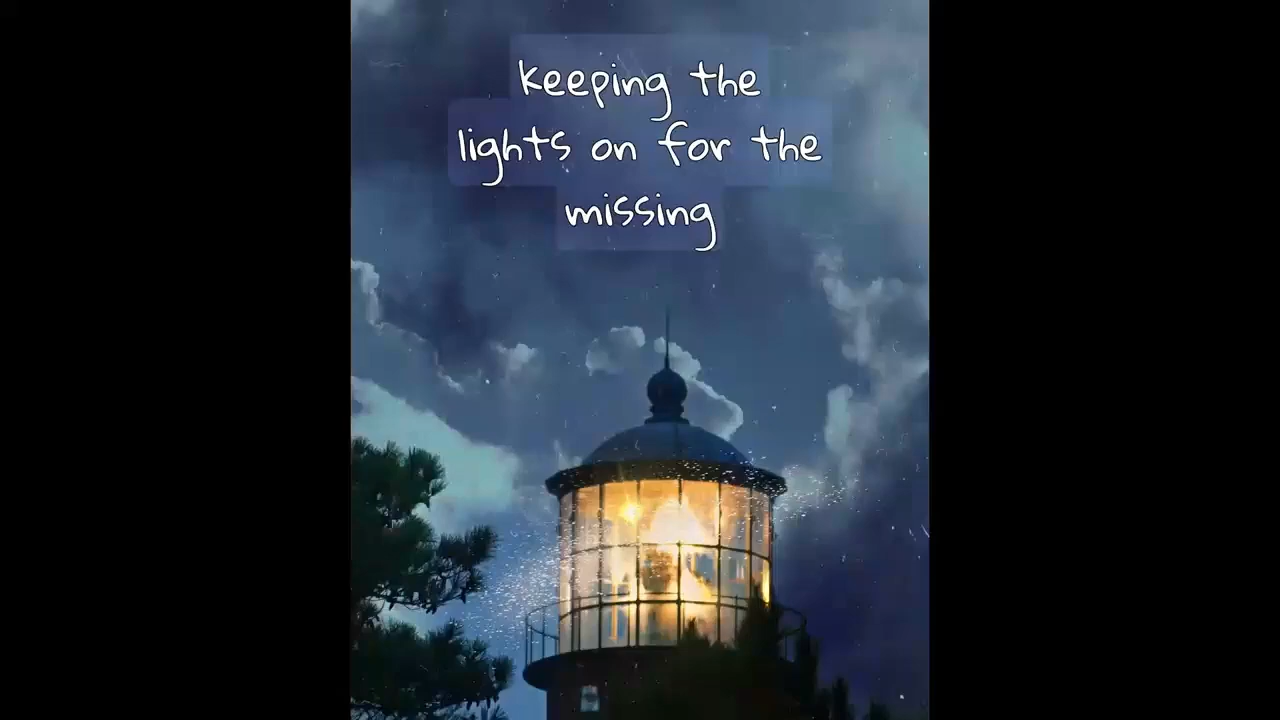 keeping the
lights on for the
missing